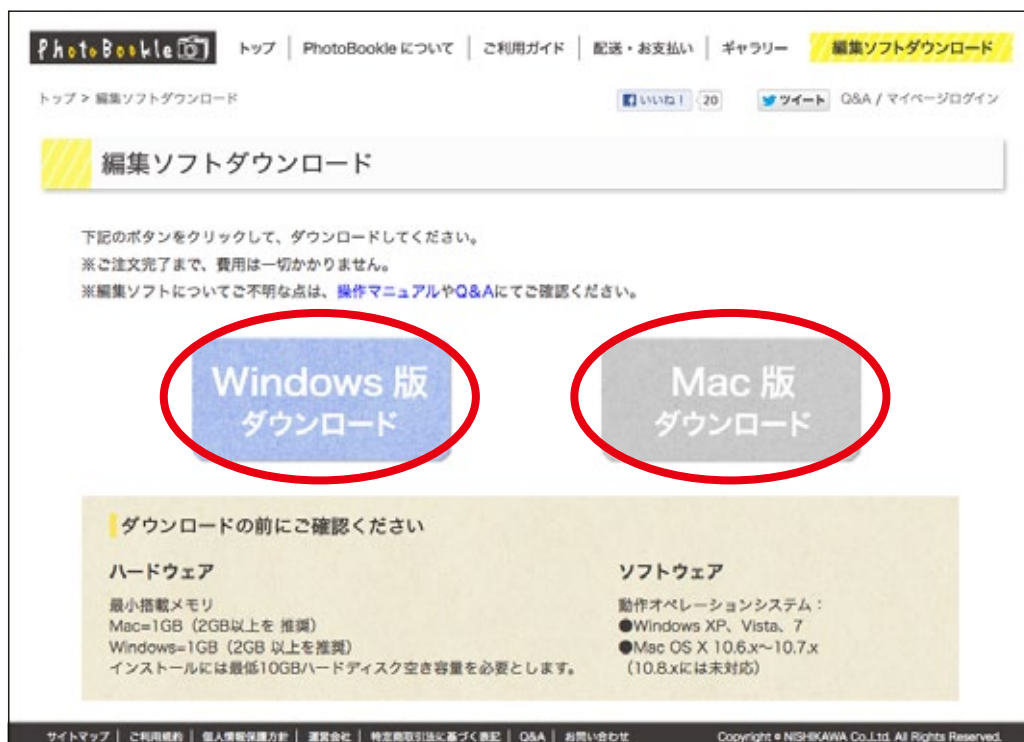 PhotoBookle トップ | PhotoBookle について | ご利用ガイド | 配送・お支払い | ギャラリー 編集ソフトダウンロード
トップ > 編集ソフトダウンロード いいね! 20 ツイート Q&A / マイページログイン
編集ソフトダウンロード
下記のボタンをクリックして、ダウンロードしてください。
※ご注文完了まで、費用は一切かかりません。
※編集ソフトについてご不明な点は、操作マニュアルやQ&Aにてご確認ください。
Windows 版
ダウンロード
Mac 版
ダウンロード
ダウンロードの前にご確認ください
ハードウェア
最小搭載メモリ
Mac=1GB（2GB以上を 推奨）
Windows=1GB（2GB 以上を推奨）
インストールには最低10GBハードディスク空き容量を必要とします。
ソフトウェア
動作オペレーションシステム：
●Windows XP、Vista、7
●Mac OS X 10.6.x〜10.7.x
（10.8.xには未対応）
サイトマップ | ご利用規約 | 個人情報保護方針 | 運営会社 | 特定商取引法に基づく表記 | Q&A | お問い合わせ Copyright © NISHIKAWA Co.,Ltd. All Rights Reserved.